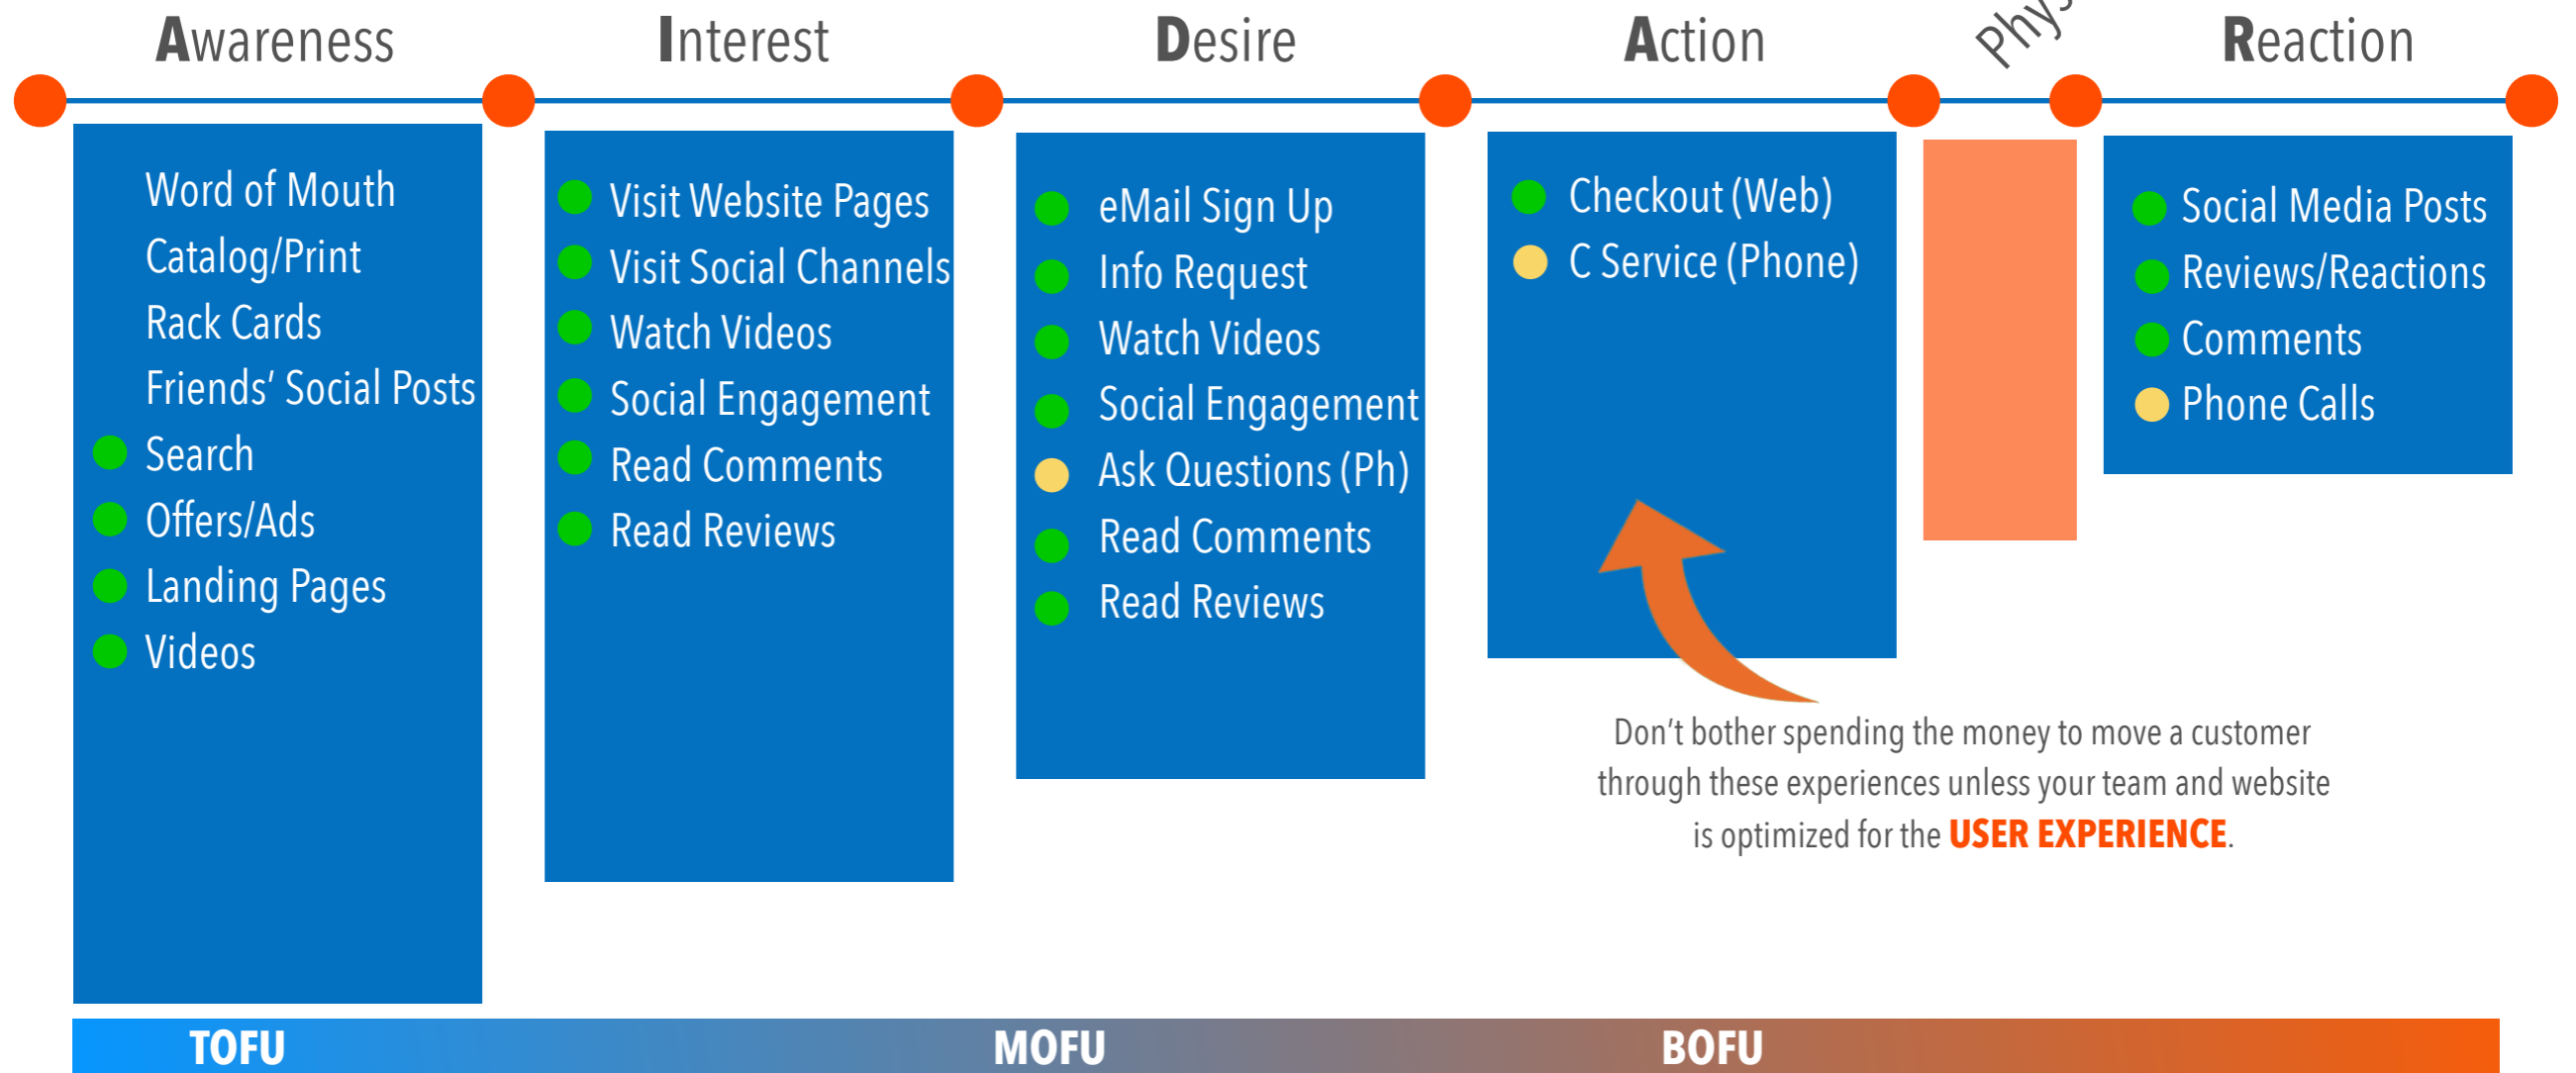 Awareness
Interest
Desire
Action
Reaction
Word of Mouth
Catalog/Print
Rack Cards
Friends’ Social Posts
Search
Offers/Ads
Landing Pages
Videos
Visit Website Pages
Visit Social Channels
Watch Videos
Social Engagement
Read Comments
Read Reviews
eMail Sign Up
Info Request
Watch Videos
Social Engagement
Ask Questions (Ph)
Read Comments
Read Reviews
Checkout (Web)
C Service (Phone)
Social Media Posts
Reviews/Reactions
Comments
Phone Calls
Don't bother spending the money to move a customer
through these experiences unless your team and website
is optimized for the USER EXPERIENCE.
TOFU
MOFU
BOFU